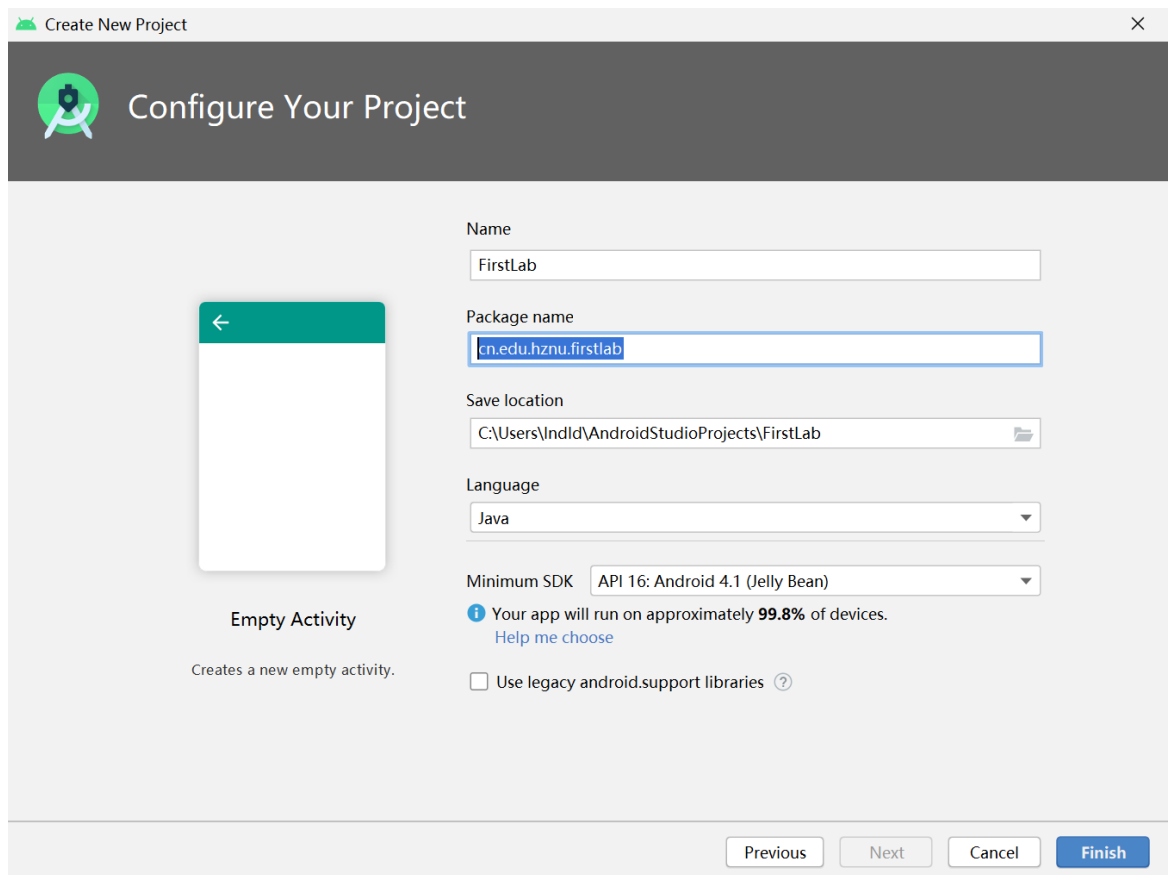 Create New Project
Configure Your Project
Name
FirstLab
Package name
cn.edu.hznu.firstlab
Save location
C:\Users\lndld\AndroidStudioProjects\FirstLab
Language
Java
Minimum SDK
API 16: Android 4.1 (Jelly Bean)
Your app will run on approximately 99.8% of devices.
Help me choose
Use legacy android.support libraries ?
Empty Activity
Creates a new empty activity.
Previous
Next
Cancel
Finish